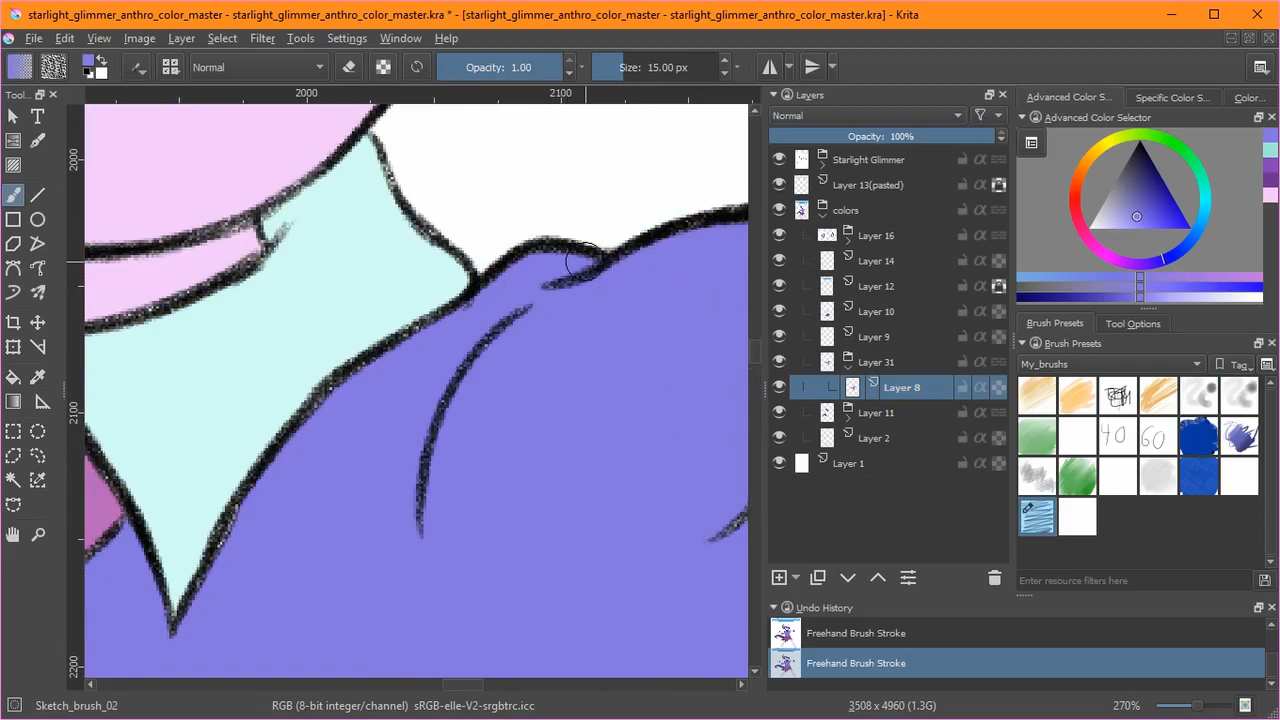 starlight_glimmer_anthro_color_master.kra * - [starlight_glimmer_anthro_color_master - starlight_glimmer_anthro_color_master.kra] - Krita
File Edit View Image Layer Select Filter Tools Settings Window Help
Normal Opacity: 1.00 Size: 15.00 px
Tool...
2000 2100
2000
2100
2200
Layers
Normal
Opacity: 100%
Starlight Glimmer
Layer 13(pasted)
colors
Layer 16
Layer 14
Layer 12
Layer 10
Layer 9
Layer 31
Layer 8
Layer 11
Layer 2
Layer 1
Undo History
Freehand Brush Stroke
Freehand Brush Stroke
Advanced Color S... Specific Color S... Color...
Advanced Color Selector
Brush Presets Tool Options
Brush Presets
My_brushs Tag
40 60
Enter resource filters here
Sketch_brush_02 RGB (8-bit integer/channel) sRGB-elle-V2-srgbtrc.icc 3508 x 4960 (1.3G) 270%